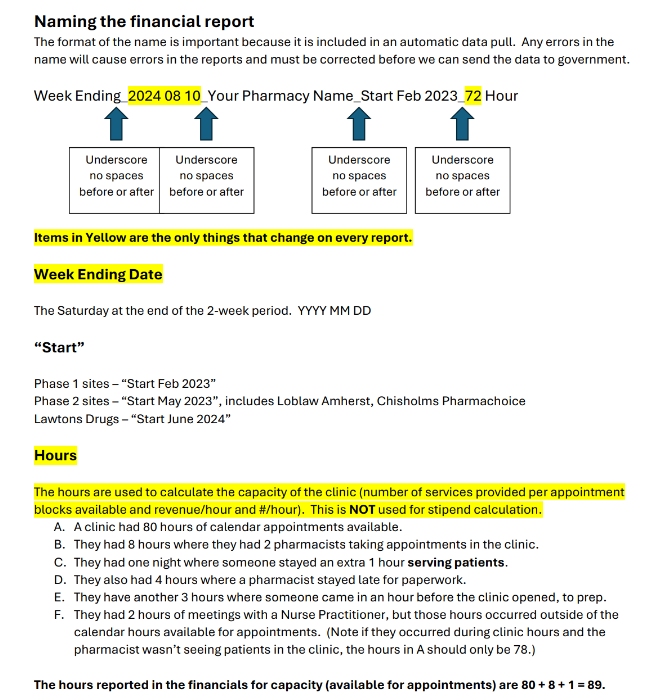 Naming the financial report
The format of the name is important because it is included in an automatic data pull.  Any errors in the
name will cause errors in the reports and must be corrected before we can send the data to government.
Week Ending_2024 08 10_Your Pharmacy Name_Start Feb 2023_72 Hour
Underscore
no spaces
before or after
Underscore
no spaces
before or after
Underscore
no spaces
before or after
Underscore
no spaces
before or after
Items in Yellow are the only things that change on every report.
Week Ending Date
The Saturday at the end of the 2-week period.  YYYY MM DD
“Start”
Phase 1 sites – “Start Feb 2023”
Phase 2 sites – “Start May 2023”, includes Loblaw Amherst, Chisholms Pharmachoice
Lawtons Drugs – “Start June 2024”
Hours
The hours are used to calculate the capacity of the clinic (number of services provided per appointment
blocks available and revenue/hour and #/hour).  This is NOT used for stipend calculation.
A. A clinic had 80 hours of calendar appointments available.
B. They had 8 hours where they had 2 pharmacists taking appointments in the clinic.
C. They had one night where someone stayed an extra 1 hour serving patients.
D. They also had 4 hours where a pharmacist stayed late for paperwork.
E. They have another 3 hours where someone came in an hour before the clinic opened, to prep.
F. They had 2 hours of meetings with a Nurse Practitioner, but those hours occurred outside of the
calendar hours available for appointments.  (Note if they occurred during clinic hours and the
pharmacist wasn’t seeing patients in the clinic, the hours in A should only be 78.)
The hours reported in the financials for capacity (available for appointments) are 80 + 8 + 1 = 89.